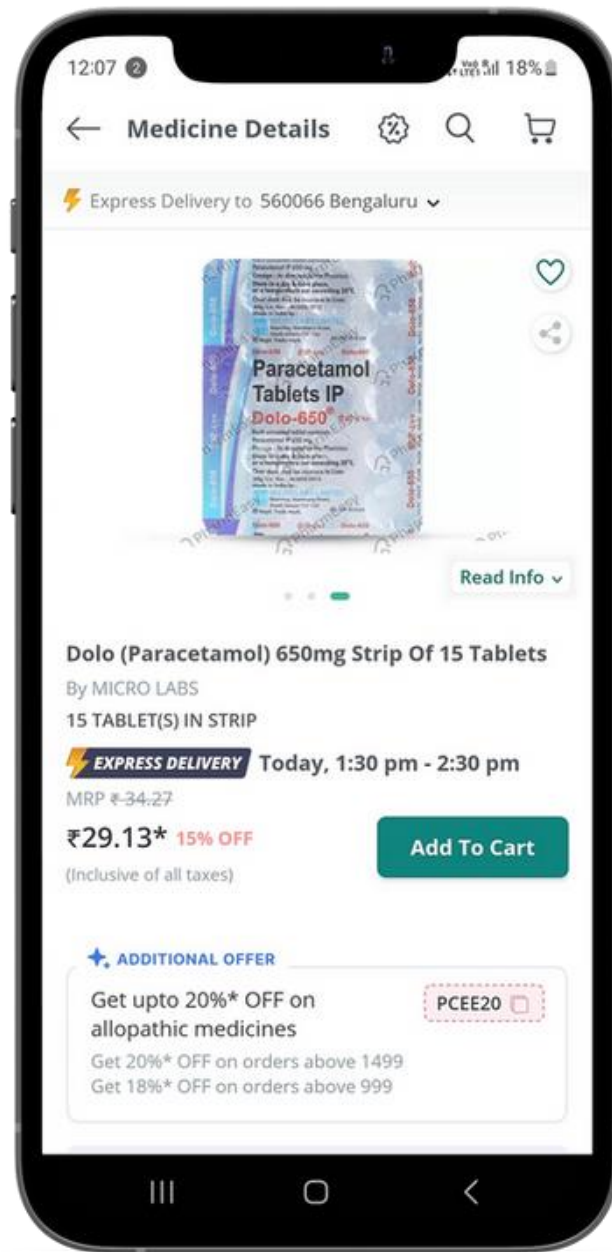 12:07 2 18%
Medicine Details
Express Delivery to 560066 Bengaluru
Paracetamol
Tablets IP
Dolo-650®
PharmEasy
Read Info
Dolo (Paracetamol) 650mg Strip Of 15 Tablets
By MICRO LABS
15 TABLET(S) IN STRIP
EXPRESS DELIVERY Today, 1:30 pm - 2:30 pm
MRP ₹ 34.27
₹29.13* 15% OFF
Add To Cart
(Inclusive of all taxes)
ADDITIONAL OFFER
Get upto 20%* OFF on PCEE20
allopathic medicines
Get 20%* OFF on orders above 1499
Get 18%* OFF on orders above 999